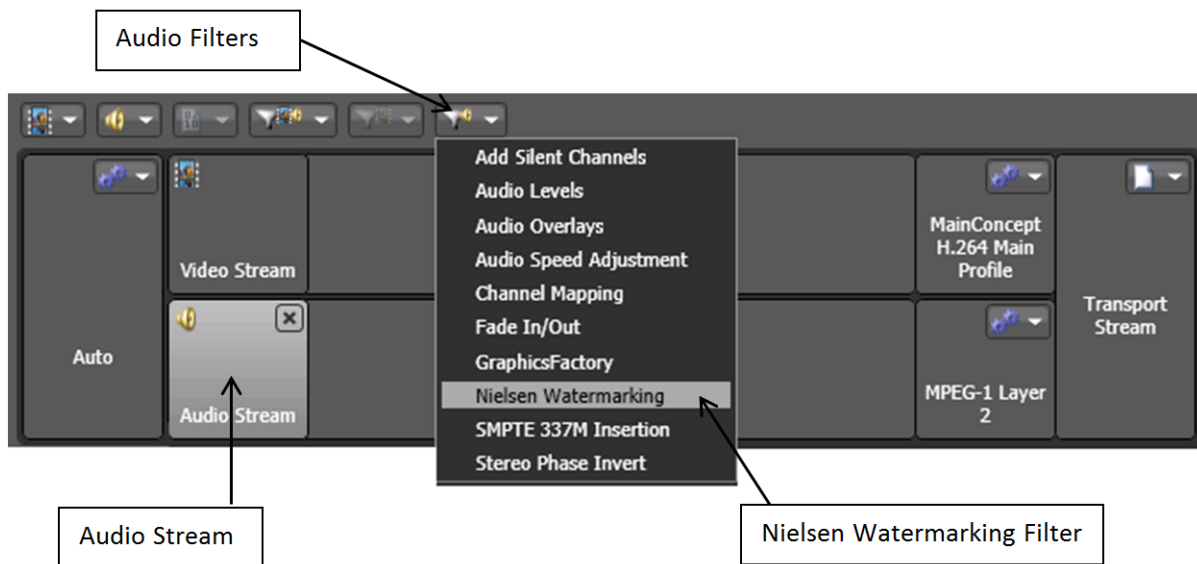 Audio Filters
Add Silent Channels
Audio Levels
Audio Overlays
Audio Speed Adjustment
Channel Mapping
Fade In/Out
GraphicsFactory
Nielsen Watermarking
SMPTE 337M Insertion
Stereo Phase Invert
Auto
Video Stream
Audio Stream
MainConcept
H.264 Main
Profile
MPEG-1 Layer
2
Transport
Stream
Audio Stream
Nielsen Watermarking Filter